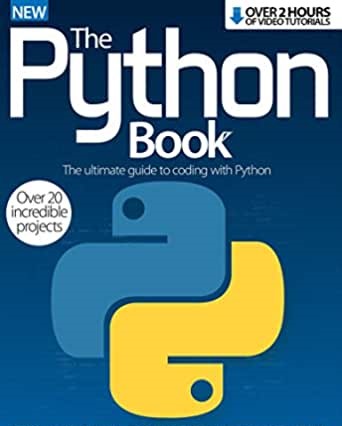 NEW
OVER 2 HOURS
OF VIDEO TUTORIALS
The
Python
Book
The ultimate guide to coding with Python
Over 20
incredible
projects